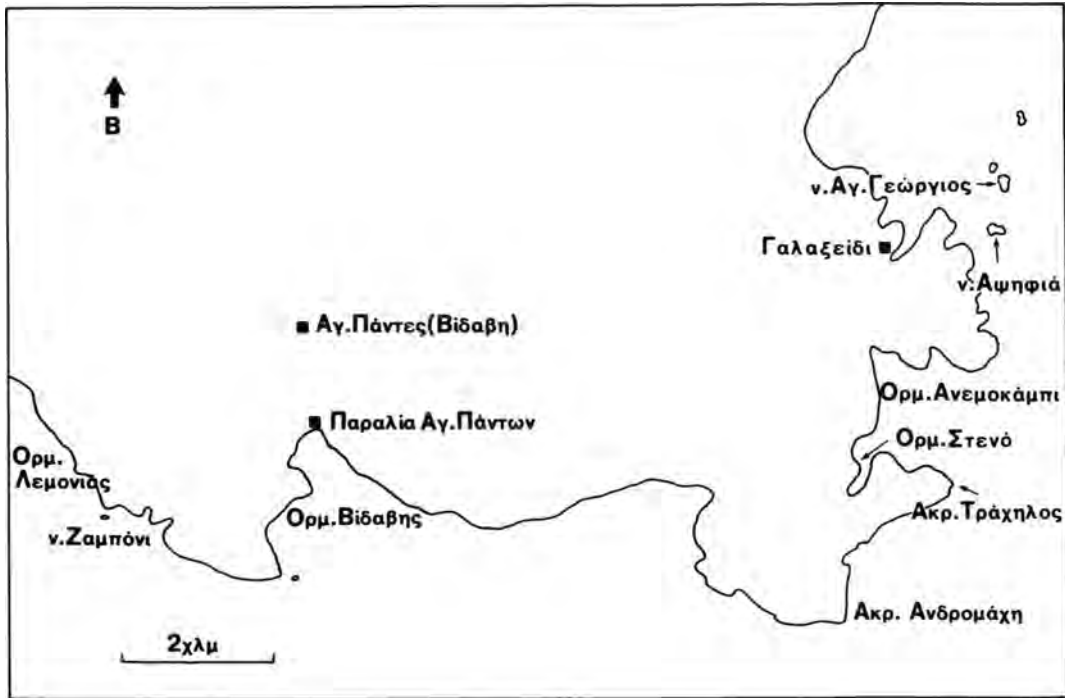 Β
ν.Αγ.Γεώργιος
Γαλαξείδι
ν.Αψηφιά
Αγ.Πάντες(Βίδαβη)
Ορμ.Ανεμοκάμπι
Παραλία Αγ.Πάντων
Ορμ.Στενό
Ορμ.
Λεμονιάς
Ορμ.Βίδαβης
Ακρ.Τράχηλος
ν.Ζαμπόνι
Ακρ. Ανδρομάχη
2χλμ